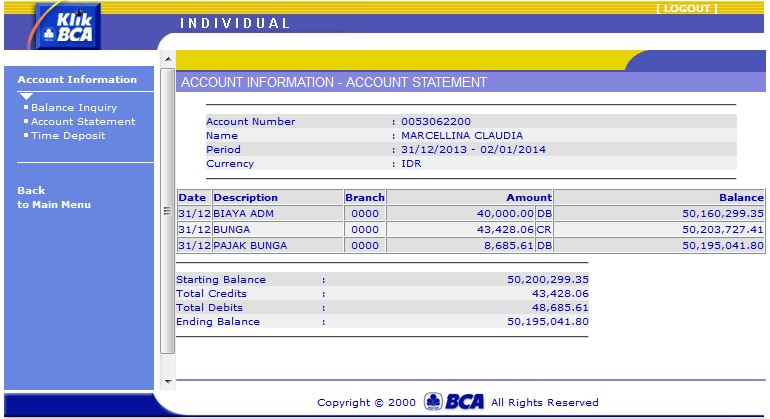 [ LOGOUT ]
Klik
BCA
INDIVIDUAL
Account Information
Balance Inquiry
Account Statement
Time Deposit
Back
to Main Menu
ACCOUNT INFORMATION - ACCOUNT STATEMENT
Account Number : 0053062200
Name : MARCELLINA CLAUDIA
Period : 31/12/2013 - 02/01/2014
Currency : IDR
Date Description Branch Amount Balance
31/12 BIAYA ADM 0000 40,000.00 DB 50,160,299.35
31/12 BUNGA 0000 43,428.06 CR 50,203,727.41
31/12 PAJAK BUNGA 0000 8,685.61 DB 50,195,041.80
Starting Balance : 50,200,299.35
Total Credits : 43,428.06
Total Debits : 48,685.61
Ending Balance : 50,195,041.80
Copyright © 2000 BCA All Rights Reserved